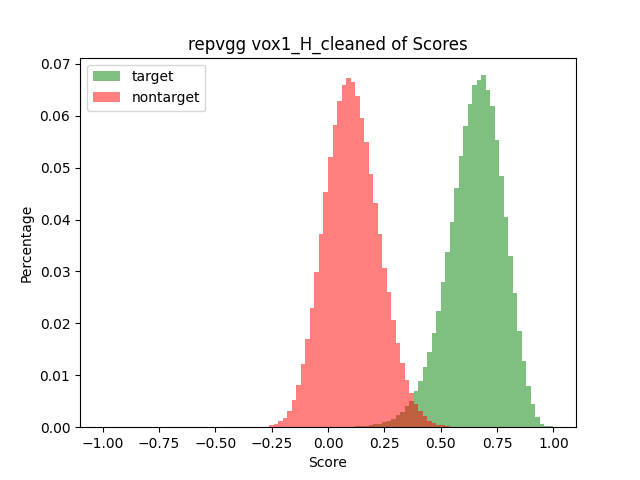 repvgg vox1_H_cleaned of Scores
target
nontarget
Percentage
0.07
0.06
0.05
0.04
0.03
0.02
0.01
0.00
−1.00 −0.75 −0.50 −0.25 0.00 0.25 0.50 0.75 1.00
Score